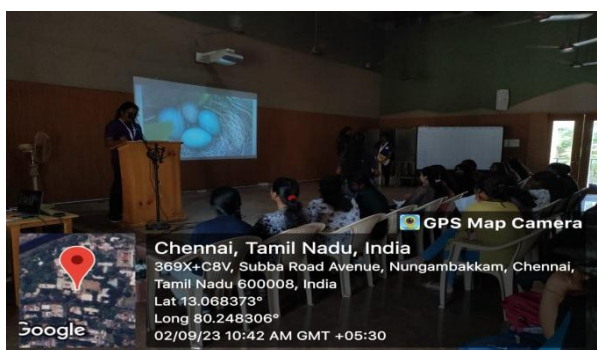 GPS Map Camera
Chennai, Tamil Nadu, India
369X+C8V, Subba Road Avenue, Nungambakkam, Chennai,
Tamil Nadu 600008, India
Lat 13.068373°
Long 80.248306°
02/09/23 10:42 AM GMT +05:30
Google